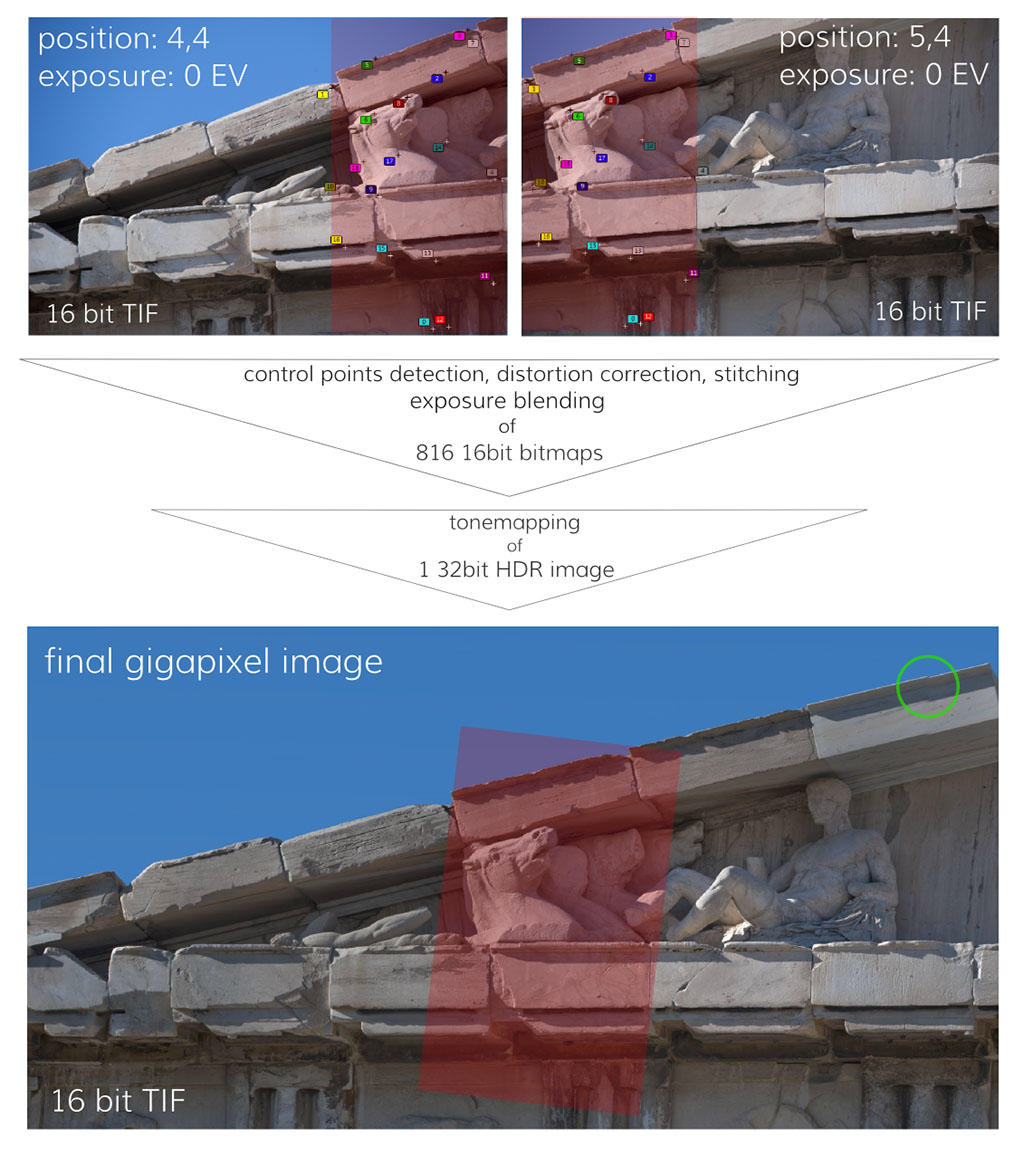 position: 4,4
exposure: 0 EV
16 bit TIF
position: 5,4
exposure: 0 EV
16 bit TIF
control points detection, distortion correction, stitching
exposure blending
of
816 16bit bitmaps
tonemapping
of
1 32bit HDR image
final gigapixel image
16 bit TIF